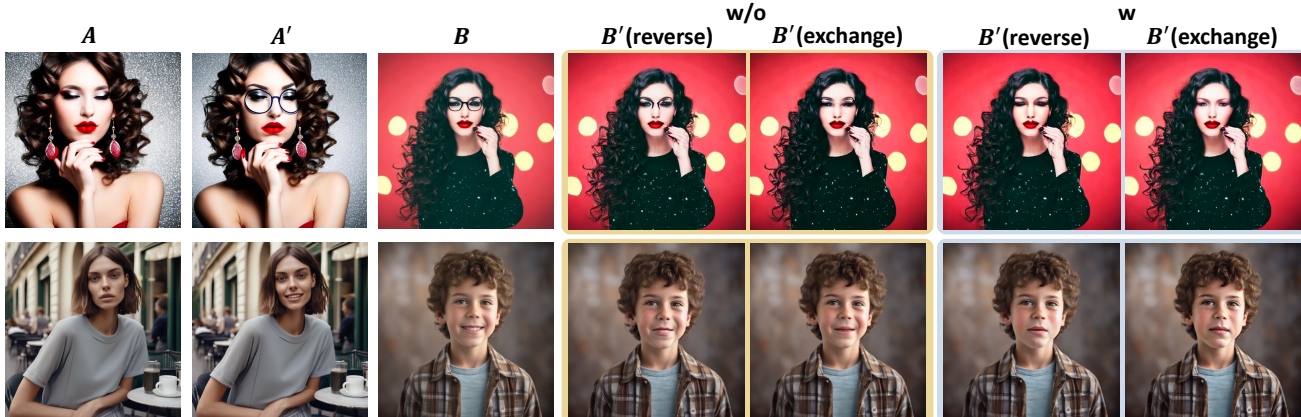 w/o w
A A′ B B′(reverse) B′(exchange) B′(reverse) B′(exchange)